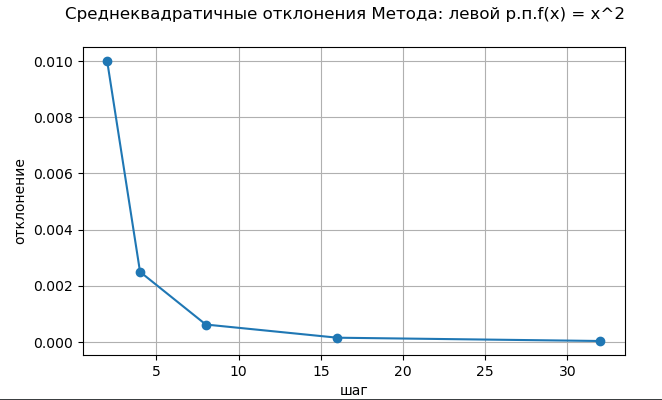 Среднеквадратичные отклонения Метода: левой р.п.f(x) = x^2
0.010
0.008
0.006
0.004
0.002
0.000
отклонение
5 10 15 20 25 30
шаг